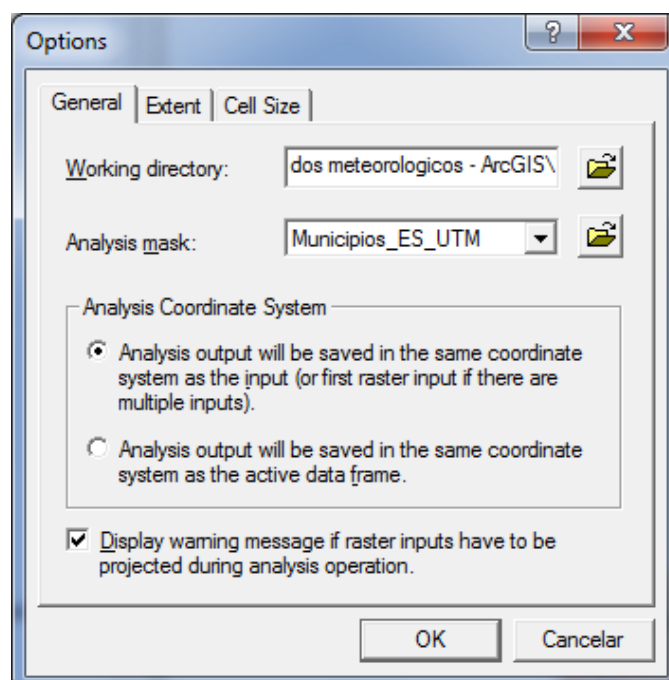 Options
General Extent Cell Size
Working directory: dos meteorologicos - ArcGIS\
Analysis mask: Municipios_ES_UTM
Analysis Coordinate System
Analysis output will be saved in the same coordinate
system as the input (or first raster input if there are
multiple inputs).
Analysis output will be saved in the same coordinate
system as the active data frame.
Display warning message if raster inputs have to be
projected during analysis operation.
OK Cancelar